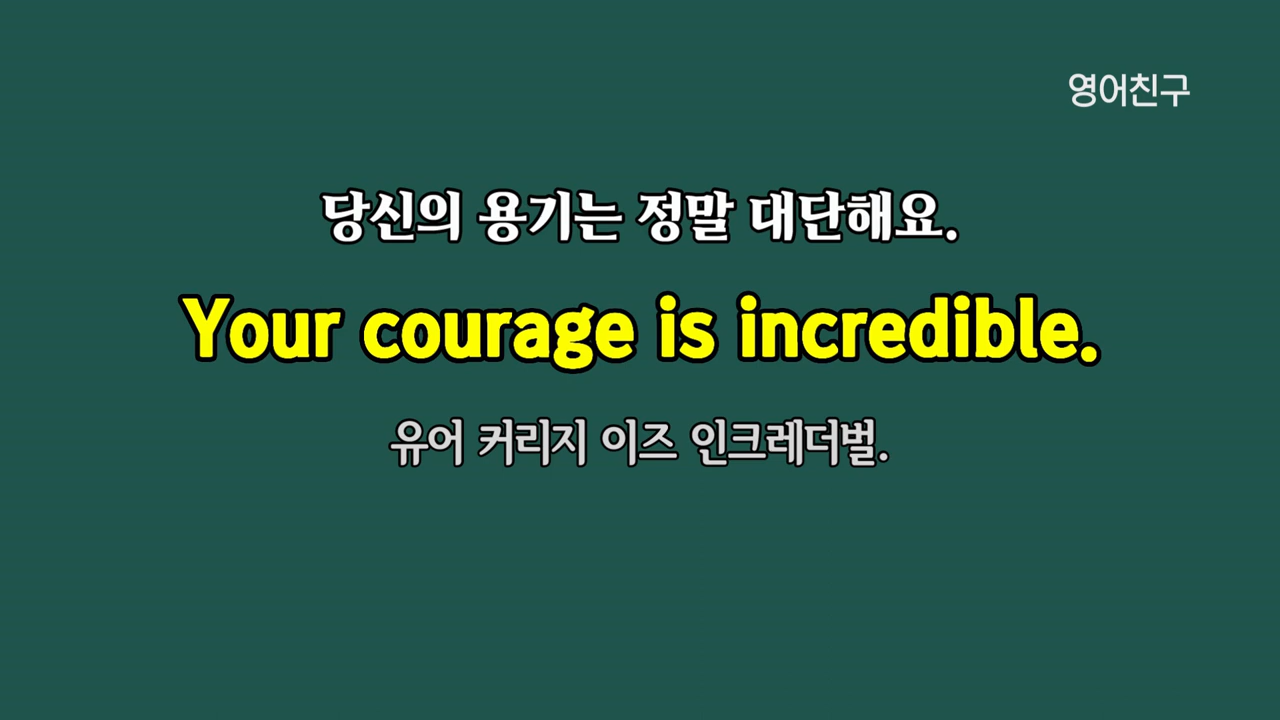 영어친구
당신의 용기는 정말 대단해요.
Your courage is incredible.
유어 커리지 이즈 인크레더벌.